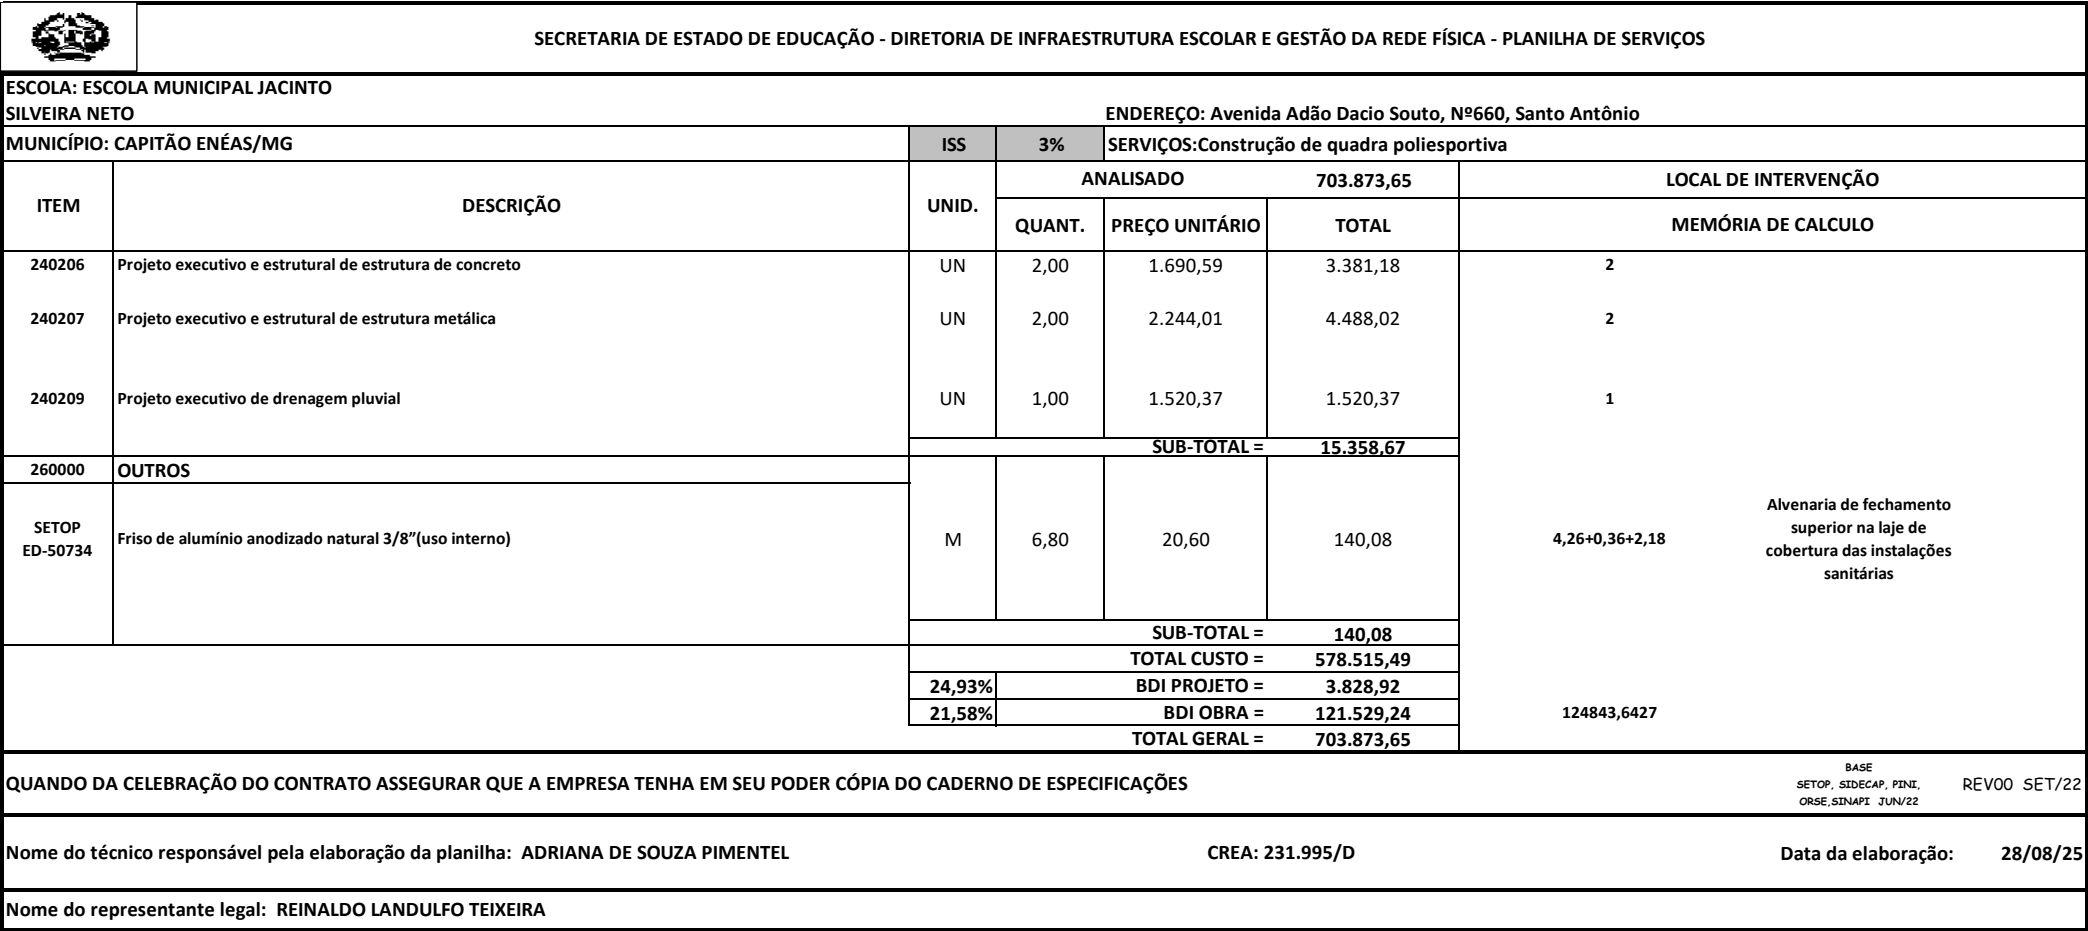 SECRETARIA DE ESTADO DE EDUCAÇÃO - DIRETORIA DE INFRAESTRUTURA ESCOLAR E GESTÃO DA REDE FÍSICA - PLANILHA DE SERVIÇOS
ESCOLA: ESCOLA MUNICIPAL JACINTO
SILVEIRA NETO
ENDEREÇO: Avenida Adão Dacio Souto, Nº660, Santo Antônio
MUNICÍPIO: CAPITÃO ENÉAS/MG ISS 3% SERVIÇOS:Construção de quadra poliesportiva
ITEM DESCRIÇÃO UNID. ANALISADO 703.873,65 LOCAL DE INTERVENÇÃO
QUANT. PREÇO UNITÁRIO TOTAL MEMÓRIA DE CALCULO
240206 Projeto executivo e estrutural de estrutura de concreto UN 2,00 1.690,59 3.381,18 2
240207 Projeto executivo e estrutural de estrutura metálica UN 2,00 2.244,01 4.488,02 2
240209 Projeto executivo de drenagem pluvial UN 1,00 1.520,37 1.520,37 1
SUB-TOTAL = 15.358,67
260000 OUTROS
SETOP
ED-50734
Friso de alumínio anodizado natural 3/8”(uso interno) M 6,80 20,60 140,08 4,26+0,36+2,18
Alvenaria de fechamento
superior na laje de
cobertura das instalações
sanitárias
SUB-TOTAL = 140,08
TOTAL CUSTO = 578.515,49
24,93% BDI PROJETO = 3.828,92
21,58% BDI OBRA = 121.529,24 124843,6427
TOTAL GERAL = 703.873,65
QUANDO DA CELEBRAÇÃO DO CONTRATO ASSEGURAR QUE A EMPRESA TENHA EM SEU PODER CÓPIA DO CADERNO DE ESPECIFICAÇÕES
BASE
SETOP, SIDECAP, PINI,
ORSE,SINAPI JUN/22
REV00 SET/22
Nome do técnico responsável pela elaboração da planilha: ADRIANA DE SOUZA PIMENTEL CREA: 231.995/D Data da elaboração: 28/08/25
Nome do representante legal: REINALDO LANDULFO TEIXEIRA